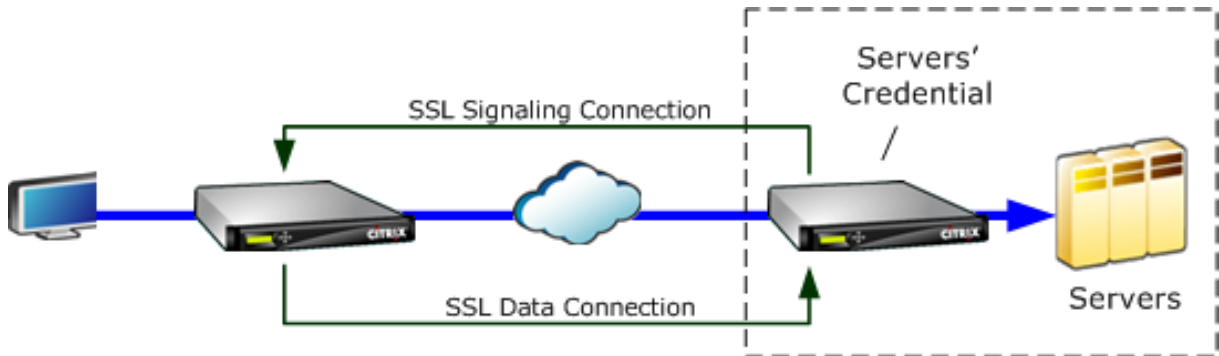 Servers'
Credential
SSL Signaling Connection
CITRIX
CITRIX
SSL Data Connection
Servers